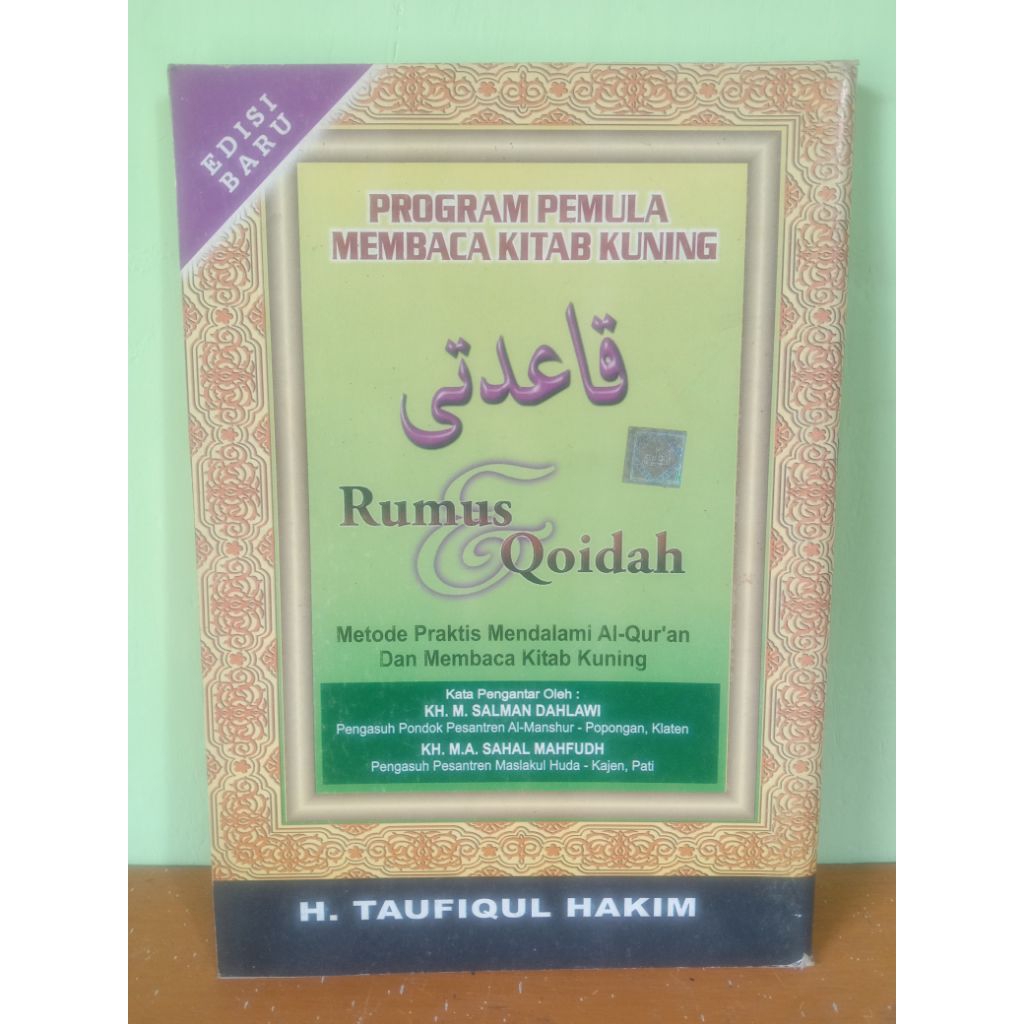 EDISI
BARU
PROGRAM PEMULA
MEMBACA KITAB KUNING
قاعدتي
Rumus
&
Qoidah
Metode Praktis Mendalami Al-Qur'an
Dan Membaca Kitab Kuning
Kata Pengantar Oleh :
KH. M. SALMAN DAHLAWI
Pengasuh Pondok Pesantren Al-Manshur - Popongan, Klaten
KH. M.A. SAHAL MAHFUDH
Pengasuh Pesantren Maslakul Huda - Kajen, Pati
H. TAUFIQUL HAKIM